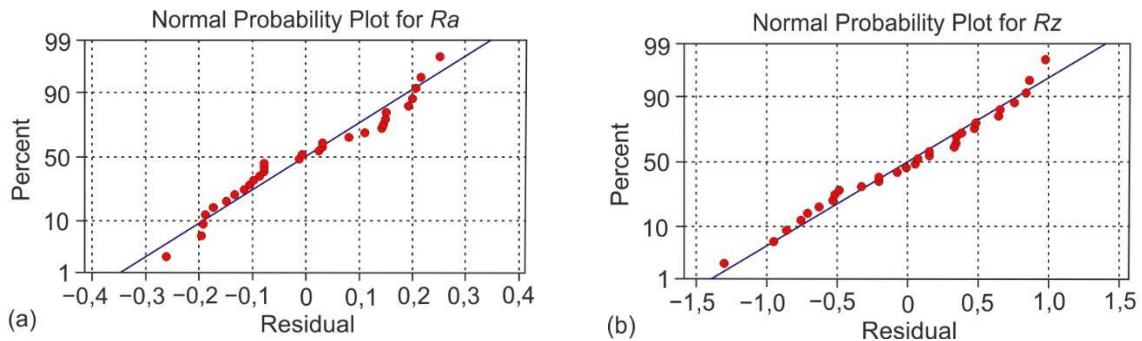 Normal Probability Plot for Ra
99
90
50
10
1
Percent
−0,4 −0,3 −0,2 −0,1 0 0,1 0,2 0,3 0,4
Residual
(a)
Normal Probability Plot for Rz
99
90
50
10
1
Percent
−1,5 −1,0 −0,5 0 0,5 1,0 1,5
Residual
(b)